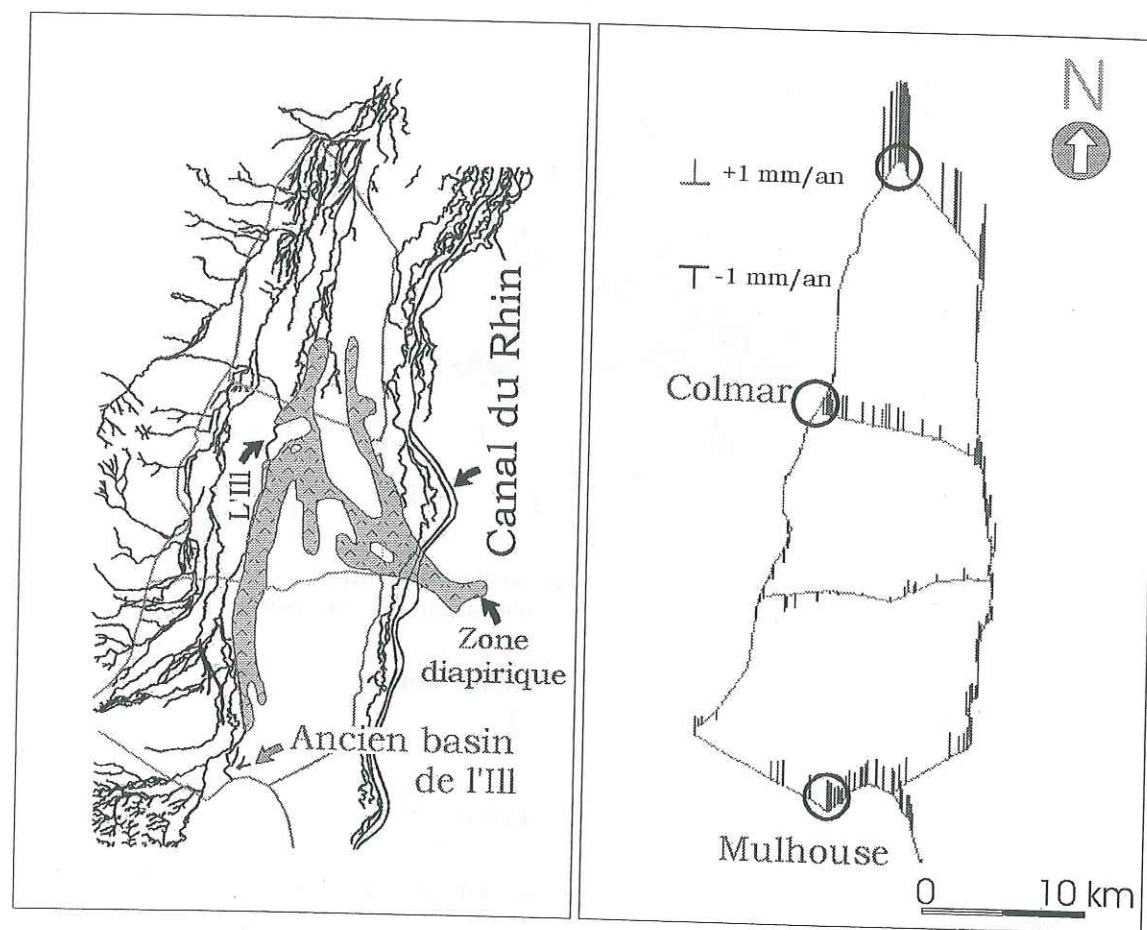 L'Ill
Canal du Rhin
Zone
diapirique
Ancien basin
de l'Ill
N
+1 mm/an
-1 mm/an
Colmar
Mulhouse
0 10 km